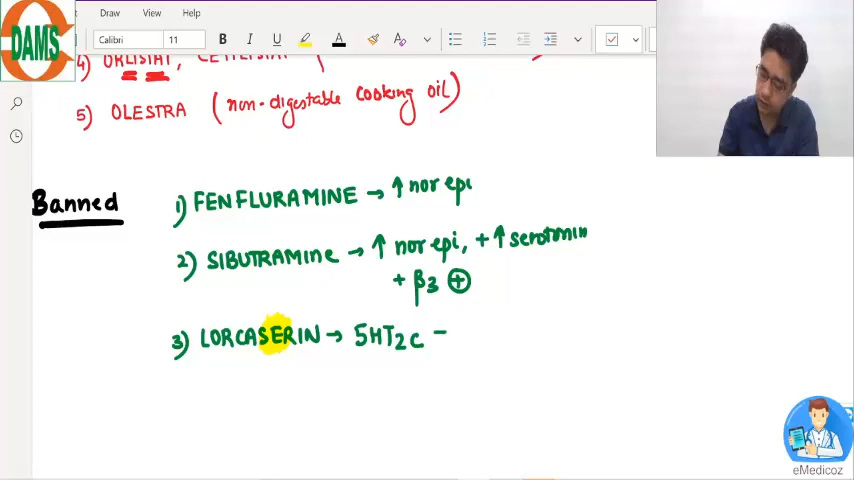 DAMS
Draw View Help
Calibri 11 B I U A
4) ORLISTAT,
5) OLESTRA (non-digestable cooking oil)
Banned
1) FENFLURAMINE → ↑ nor epi
2) SIBUTRAMINE → ↑ nor epi, + ↑ serotonin
+ β3 ⊕
3) LORCASERIN → 5HT2C -
eMedicoz